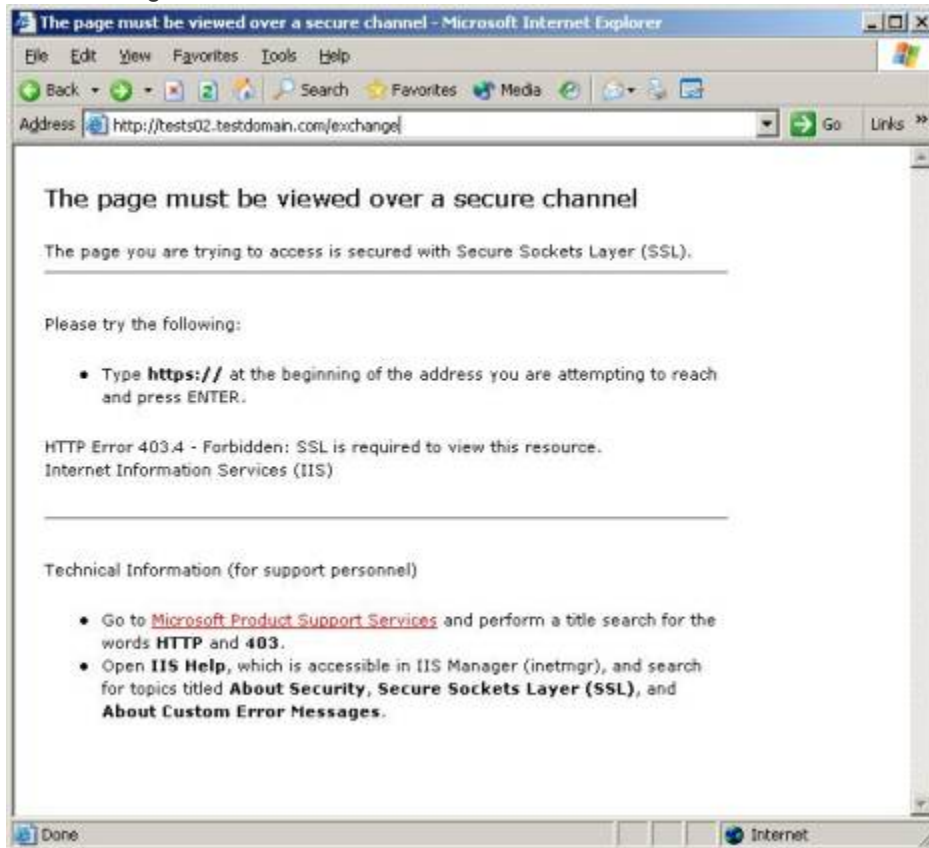 The page must be viewed over a secure channel - Microsoft Internet Explorer
File Edit View Favorites Tools Help
Back Search Favorites Media
Address http://tests02.testdomain.com/exchange Go Links »
The page must be viewed over a secure channel
The page you are trying to access is secured with Secure Sockets Layer (SSL).
Please try the following:
• Type https:// at the beginning of the address you are attempting to reach
and press ENTER.
HTTP Error 403.4 - Forbidden: SSL is required to view this resource.
Internet Information Services (IIS)
Technical Information (for support personnel)
• Go to Microsoft Product Support Services and perform a title search for the
words HTTP and 403.
• Open IIS Help, which is accessible in IIS Manager (inetmgr), and search
for topics titled About Security, Secure Sockets Layer (SSL), and
About Custom Error Messages.
Done Internet